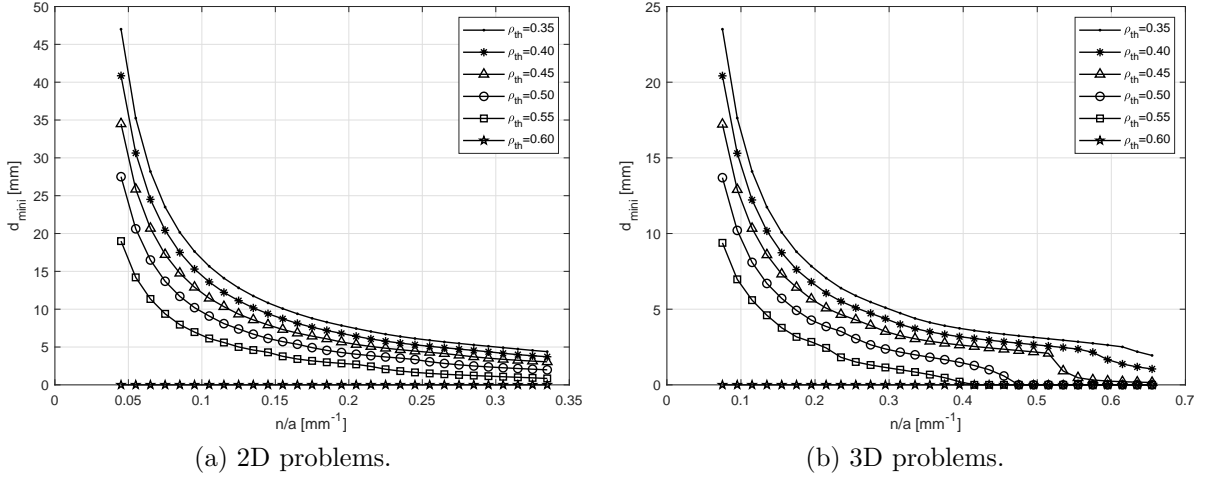 50
45
40
35
30
25
20
15
10
5
0
d_mini [mm]
0 0.05 0.1 0.15 0.2 0.25 0.3 0.35
n/a [mm⁻¹]
ρ_th=0.35
ρ_th=0.40
ρ_th=0.45
ρ_th=0.50
ρ_th=0.55
ρ_th=0.60
(a) 2D problems.
25
20
15
10
5
0
d_mini [mm]
0 0.1 0.2 0.3 0.4 0.5 0.6 0.7
n/a [mm⁻¹]
ρ_th=0.35
ρ_th=0.40
ρ_th=0.45
ρ_th=0.50
ρ_th=0.55
ρ_th=0.60
(b) 3D problems.